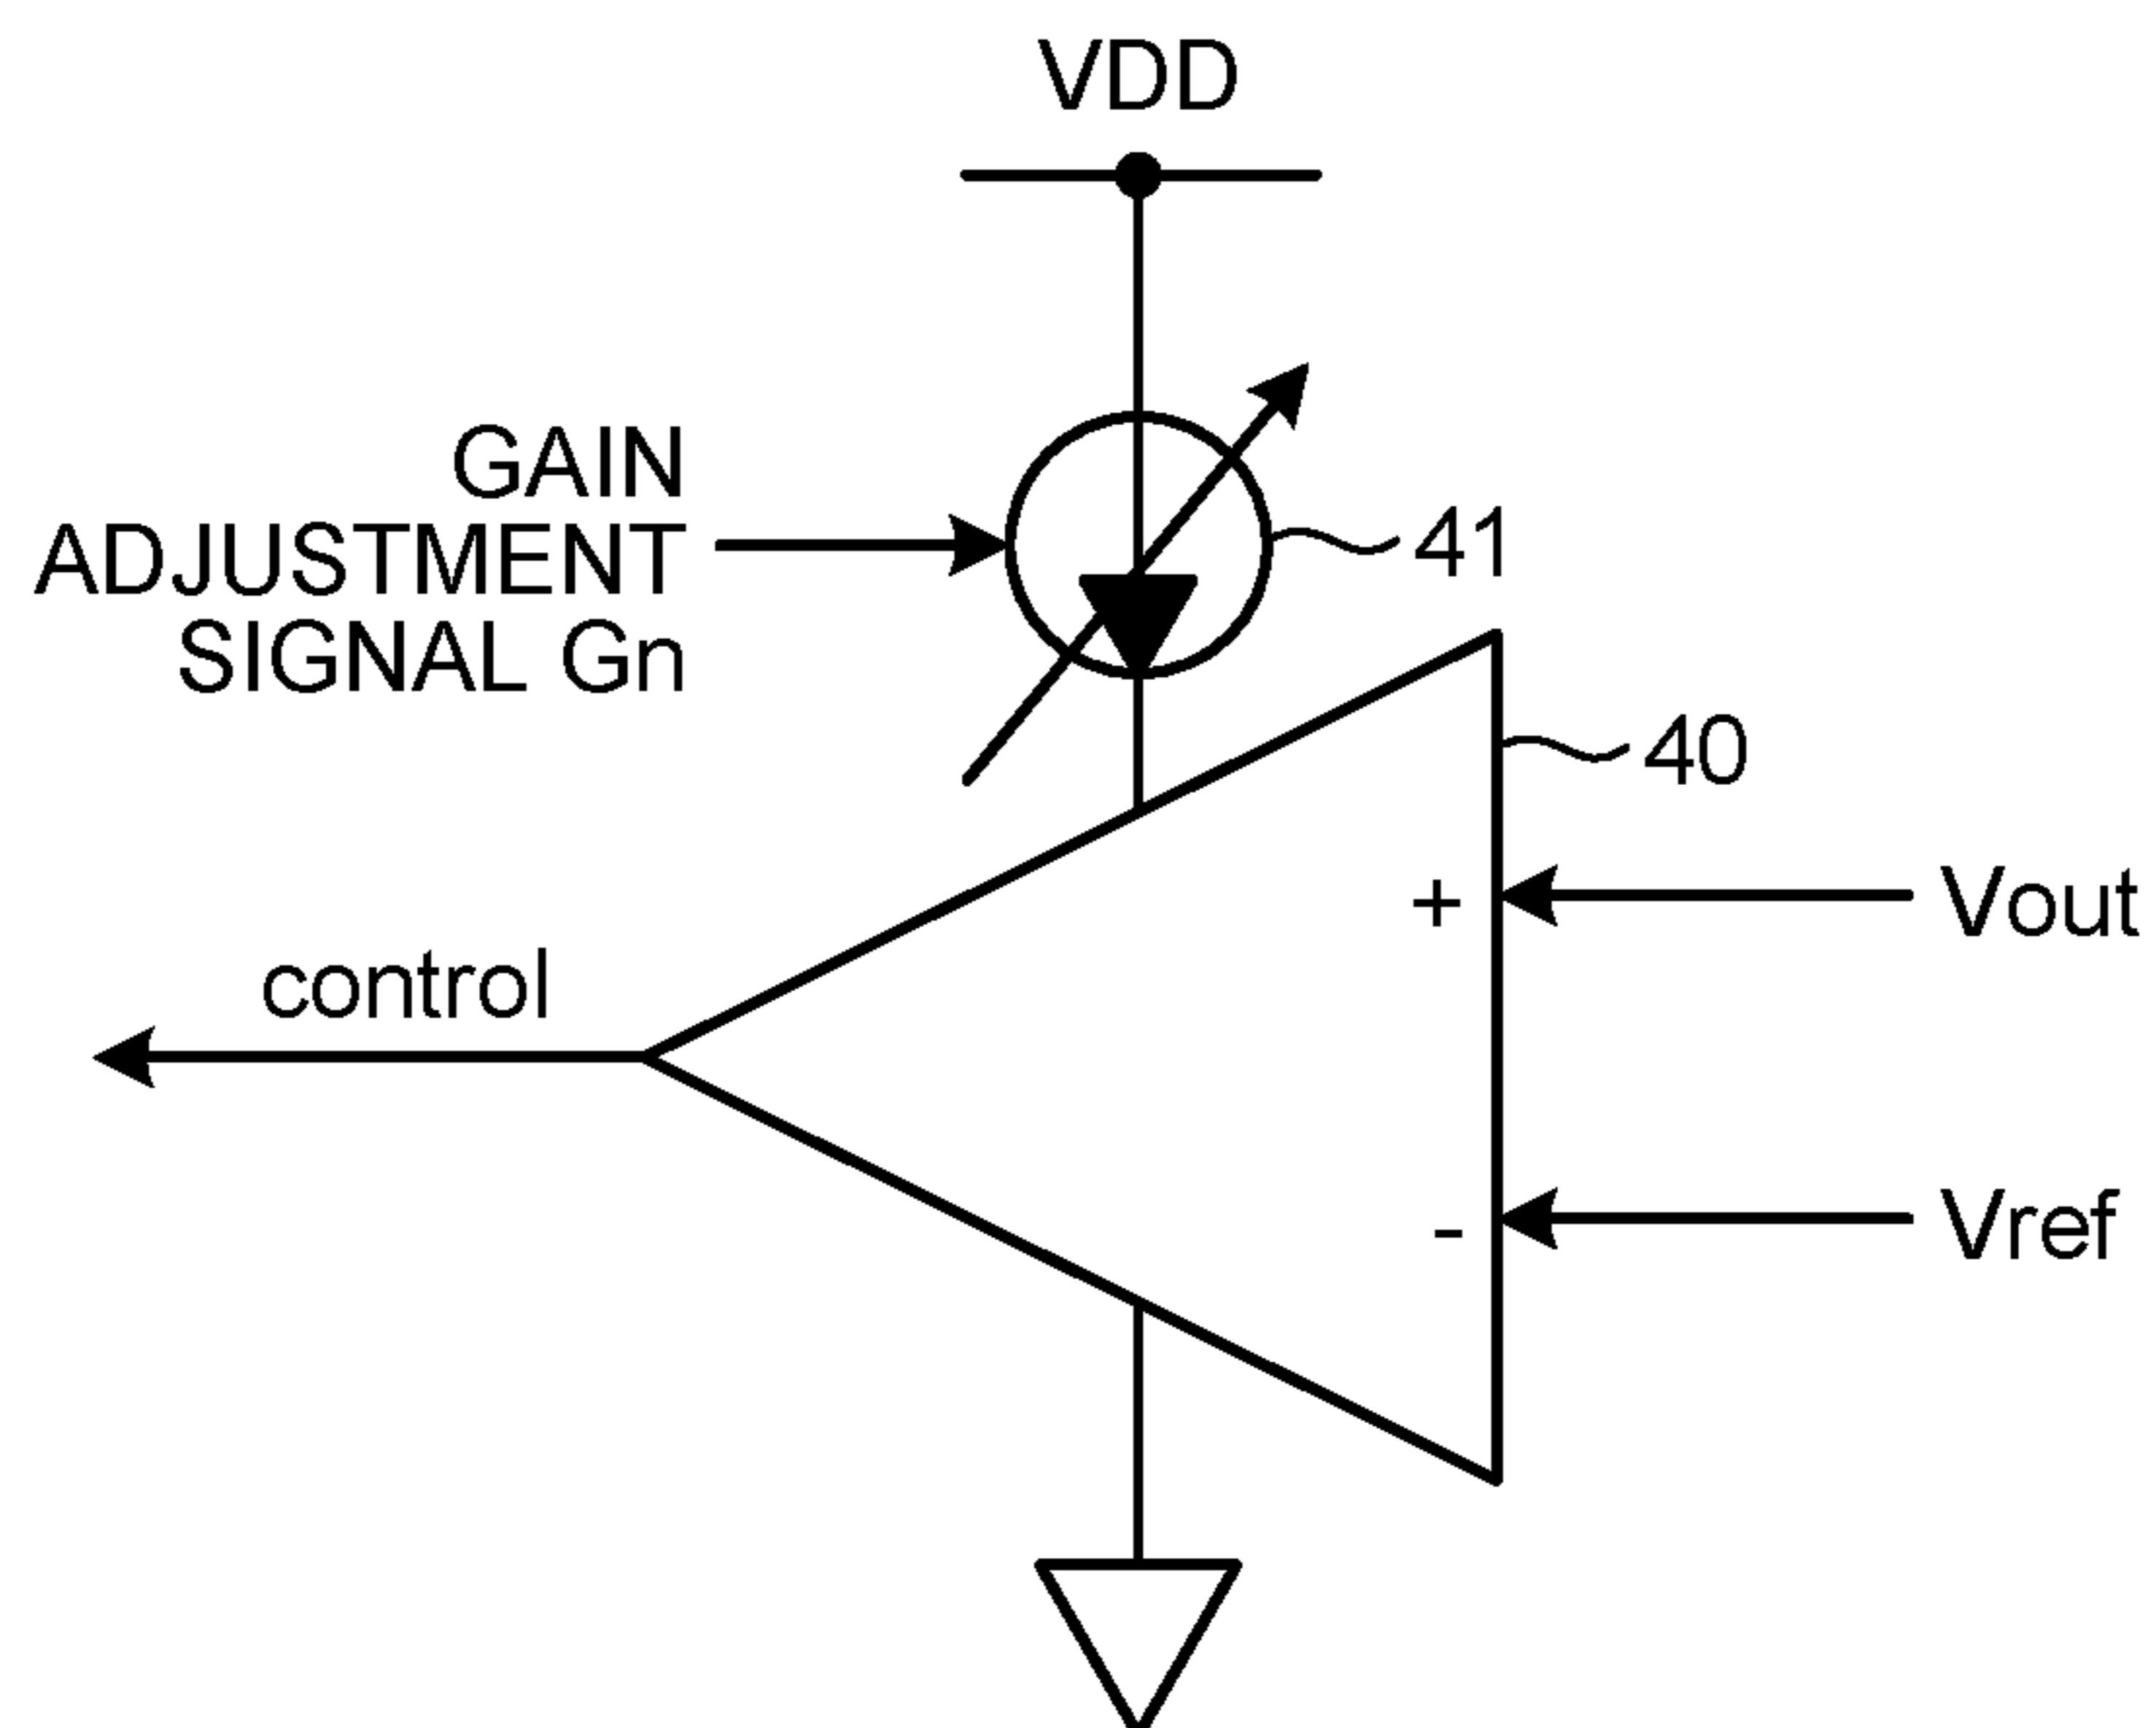 VDD
GAIN
ADJUSTMENT
SIGNAL Gn
41
40
+
Vout
control
-
Vref